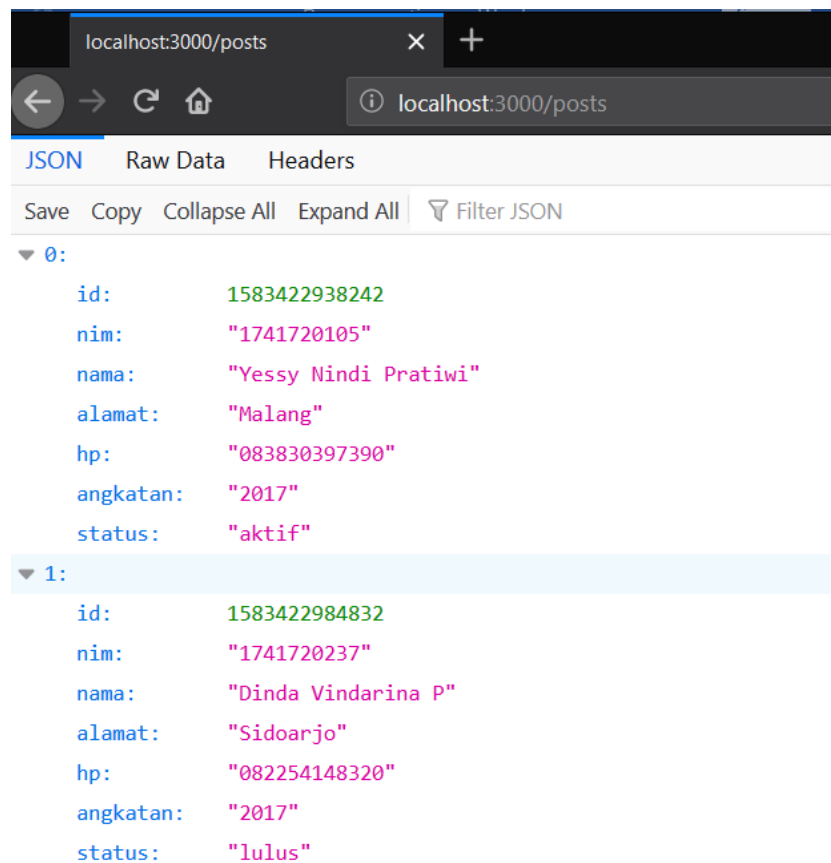 localhost:3000/posts
localhost:3000/posts
JSON Raw Data Headers
Save Copy Collapse All Expand All Filter JSON
0:
id: 1583422938242
nim: "1741720105"
nama: "Yessy Nindi Pratiwi"
alamat: "Malang"
hp: "083830397390"
angkatan: "2017"
status: "aktif"
1:
id: 1583422984832
nim: "1741720237"
nama: "Dinda Vindarina P"
alamat: "Sidoarjo"
hp: "082254148320"
angkatan: "2017"
status: "lulus"